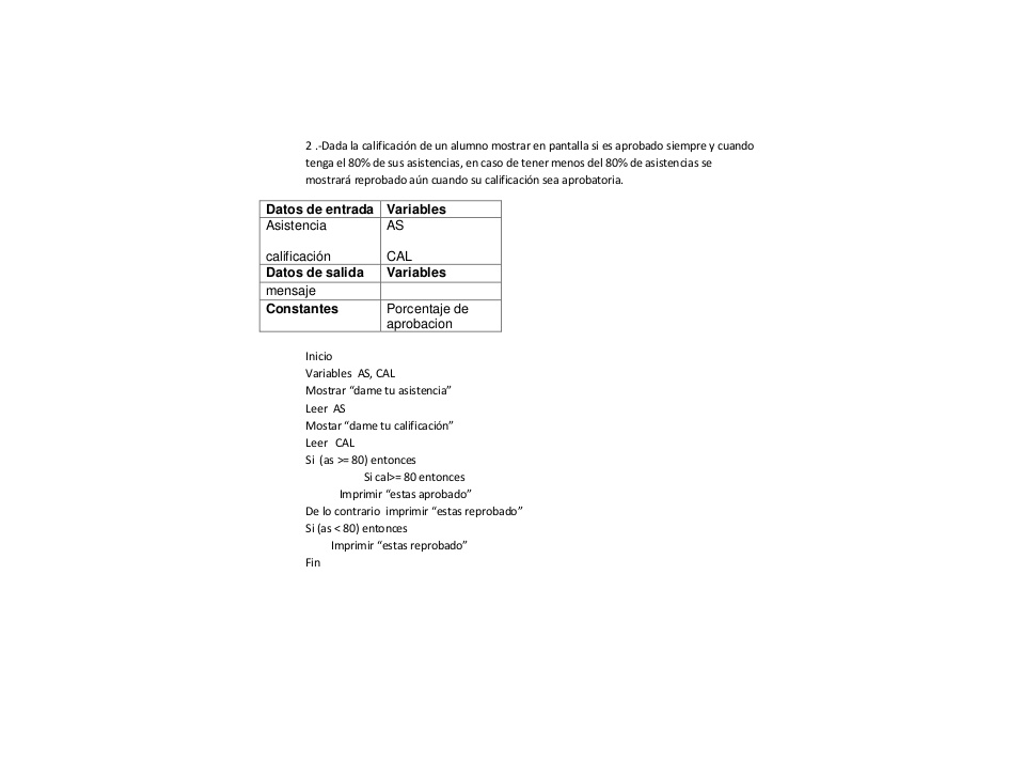 2 .-Dada la calificación de un alumno mostrar en pantalla si es aprobado siempre y cuando
tenga el 80% de sus asistencias, en caso de tener menos del 80% de asistencias se
mostrará reprobado aún cuando su calificación sea aprobatoria.
Datos de entrada Variables
Asistencia AS
calificación CAL
Datos de salida Variables
mensaje
Constantes Porcentaje de
aprobacion
Inicio
Variables AS, CAL
Mostrar “dame tu asistencia”
Leer AS
Mostar “dame tu calificación”
Leer CAL
Si (as >= 80) entonces
Si cal>= 80 entonces
Imprimir “estas aprobado”
De lo contrario imprimir “estas reprobado”
Si (as < 80) entonces
Imprimir “estas reprobado”
Fin